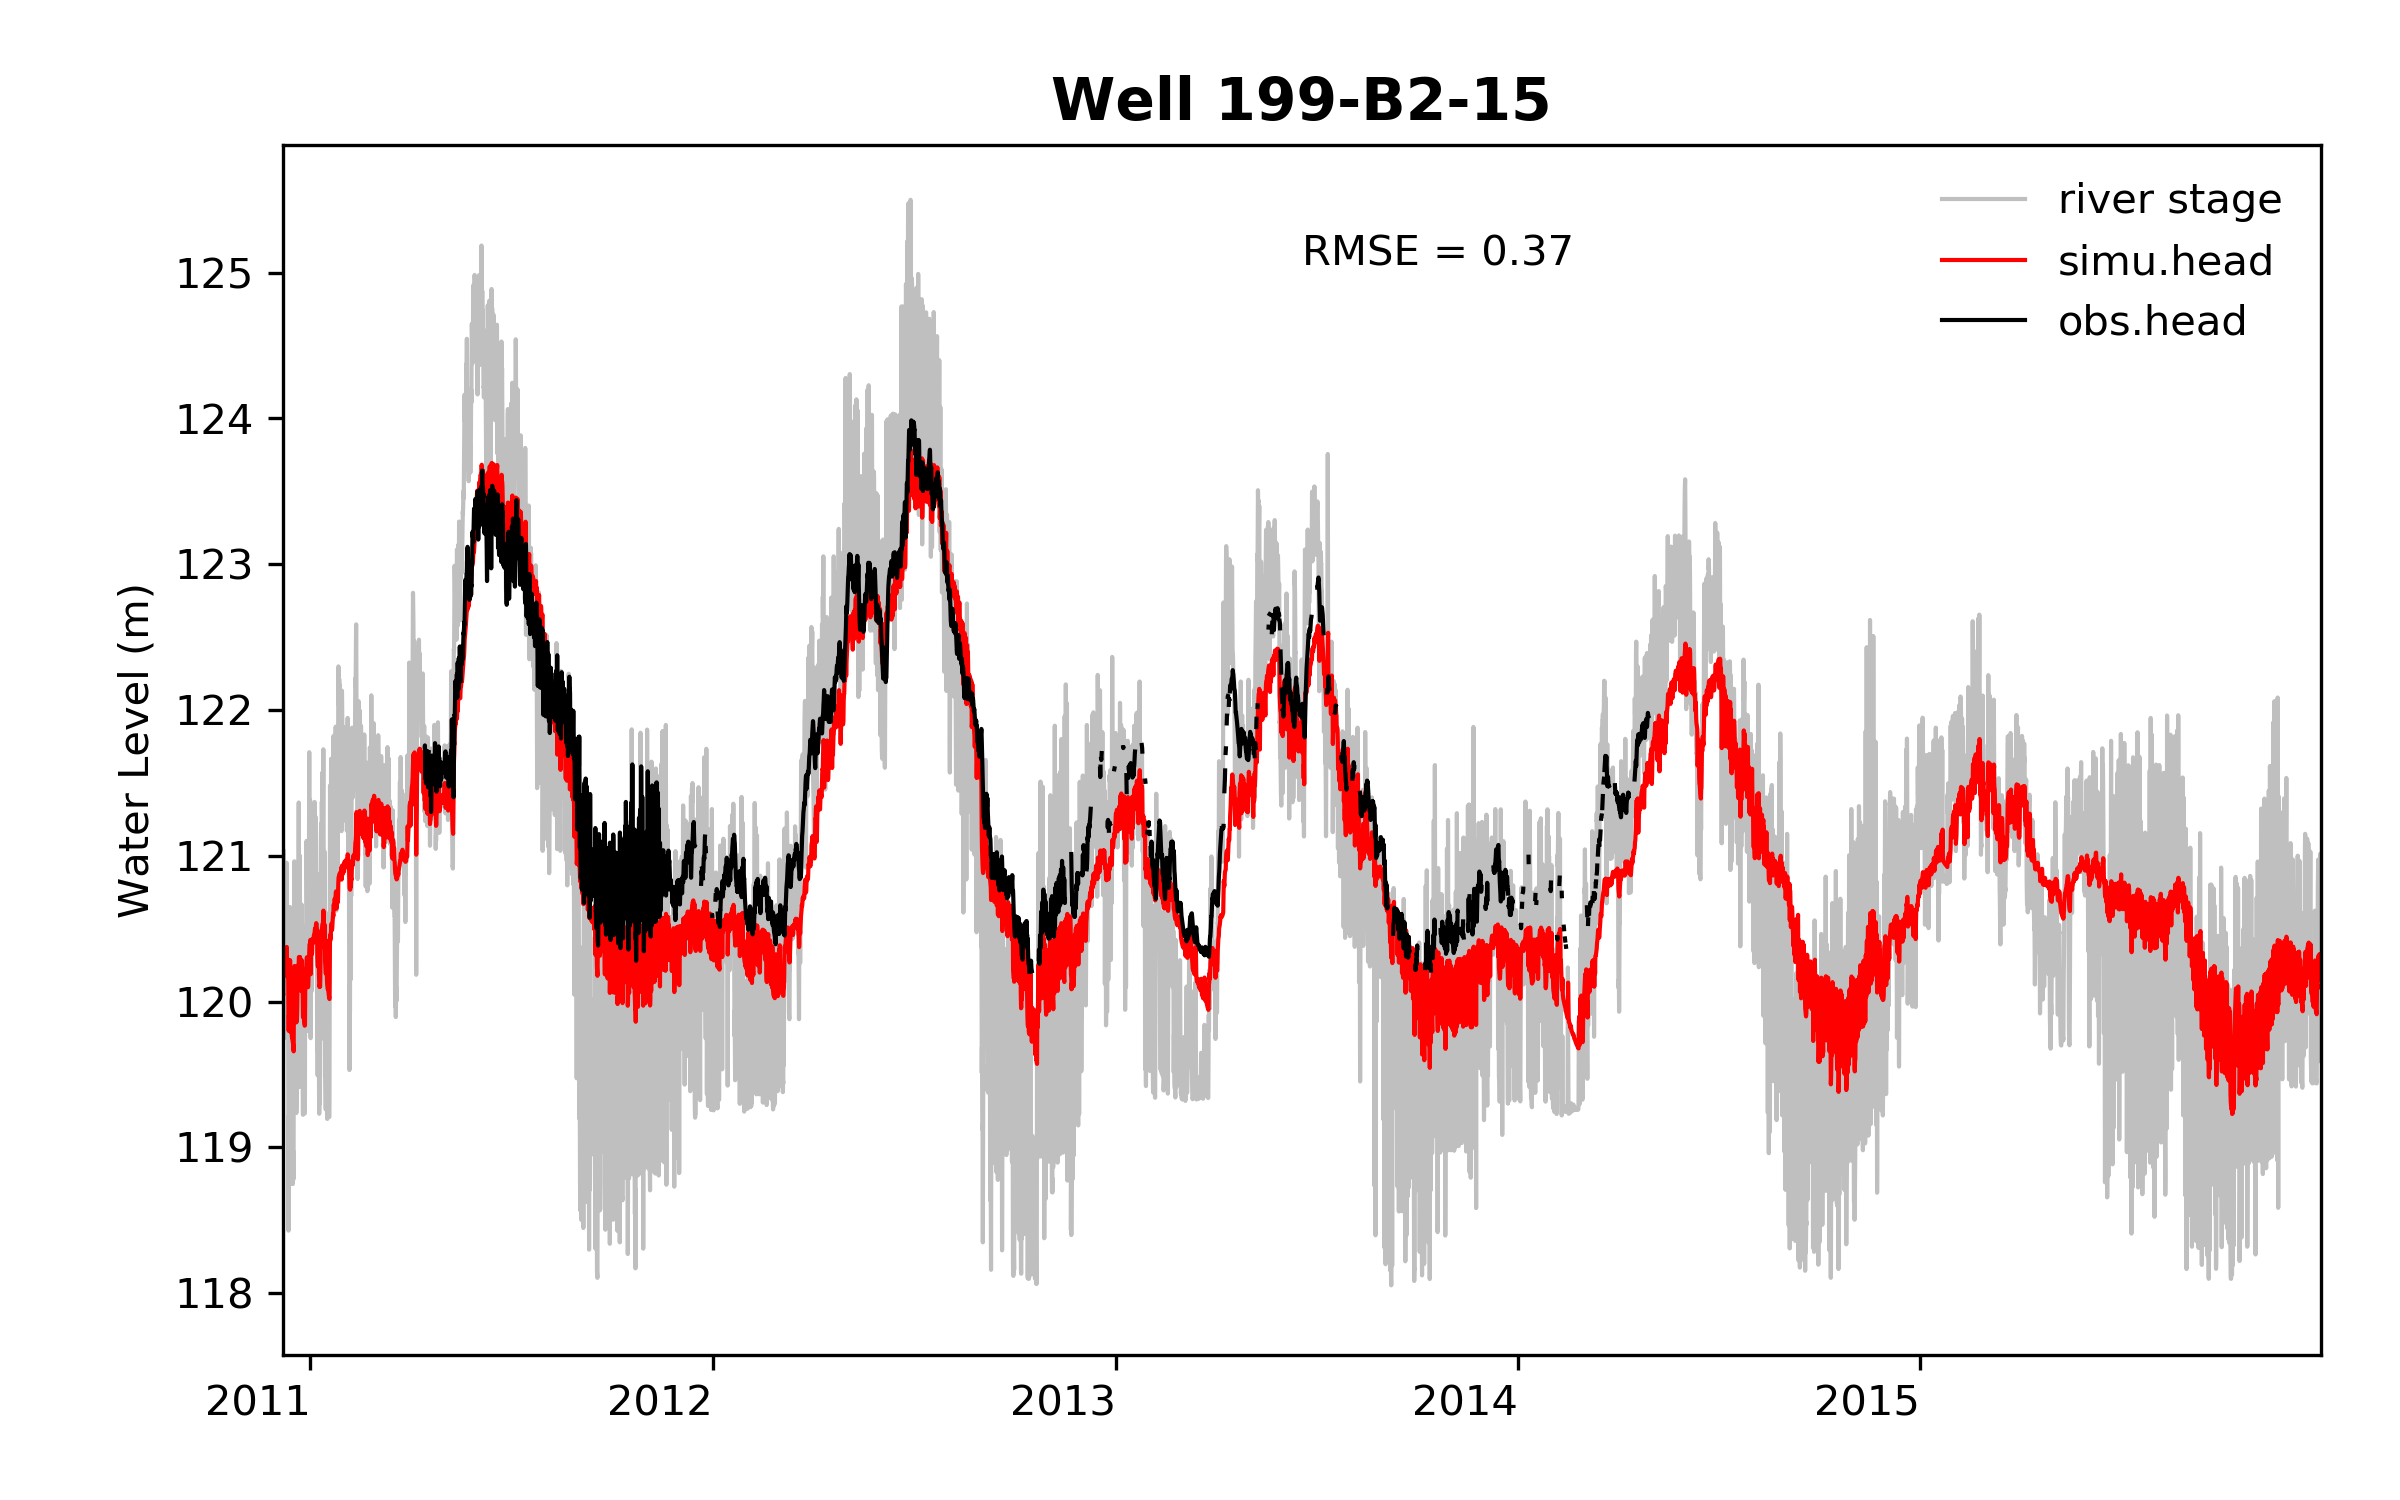 Well 199-B2-15
RMSE = 0.37
river stage
simu.head
obs.head
Water Level (m)
125
124
123
122
121
120
119
118
2011
2012
2013
2014
2015